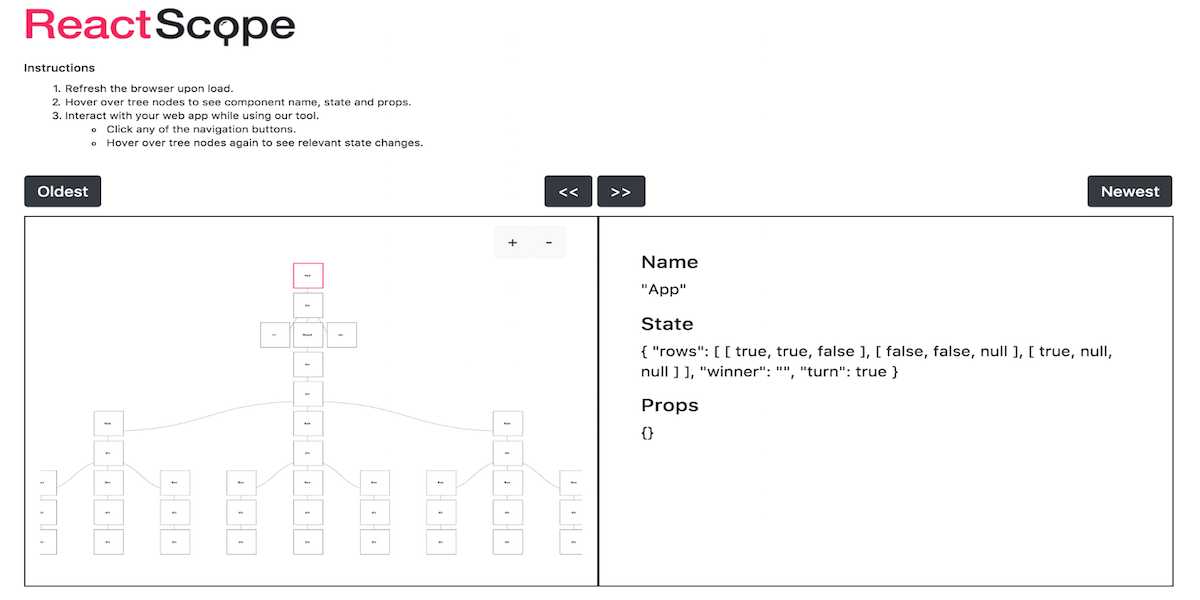 ReactScope
Instructions
1. Refresh the browser upon load.
2. Hover over tree nodes to see component name, state and props.
3. Interact with your web app while using our tool.
Click any of the navigation buttons.
Hover over tree nodes again to see relevant state changes.
Oldest
<<
>>
Newest
+
-
Name
"App"
State
{ "rows": [ [ true, true, false ], [ false, false, null ], [ true, null,
null ] ], "winner": "", "turn": true }
Props
{}